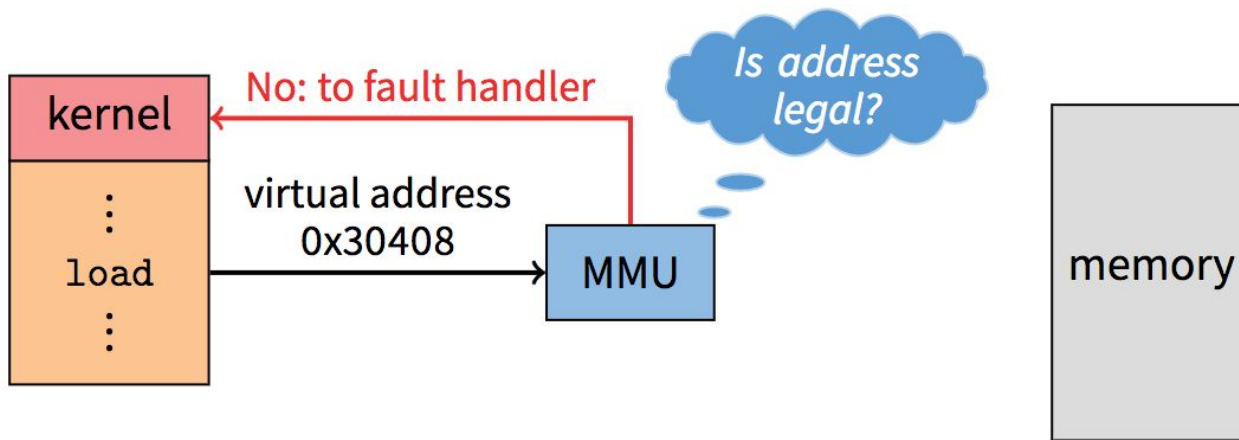 Is address
legal?
No: to fault handler
kernel
⋮
load
⋮
virtual address
0x30408
MMU
memory